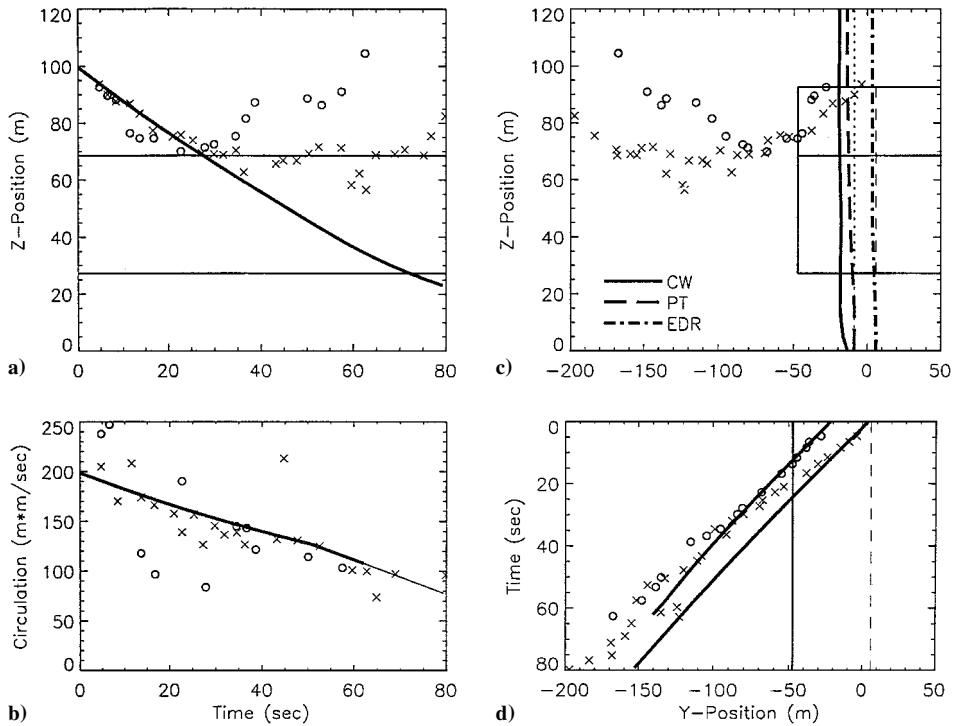 120
100
80
60
40
20
0
Z-Position (m)
0 20 40 60 80
a)
120
100
80
60
40
20
0
Z-Position (m)
CW
PT
EDR
-200 -150 -100 -50 0 50
c)
250
200
150
100
50
0
Circulation (m*m/sec)
0 20 40 60 80
b) Time (sec)
0
20
40
60
80
Time (sec)
-200 -150 -100 -50 0 50
d) Y-Position (m)